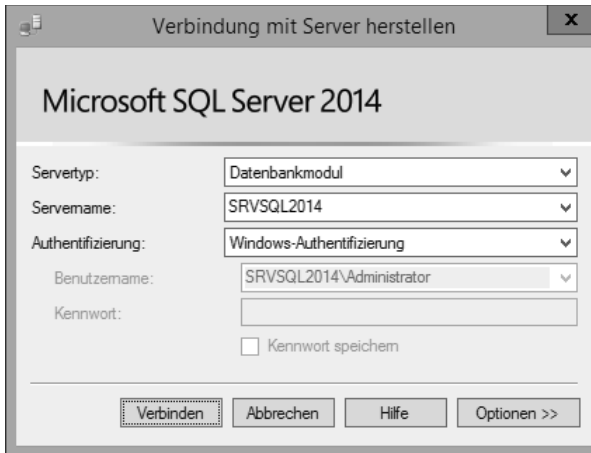 Verbindung mit Server herstellen
x
Microsoft SQL Server 2014
Servertyp: Datenbankmodul
Servername: SRVSQL2014
Authentifizierung: Windows-Authentifizierung
Benutzername: SRVSQL2014\Administrator
Kennwort:
Kennwort speichern
Verbinden Abbrechen Hilfe Optionen >>